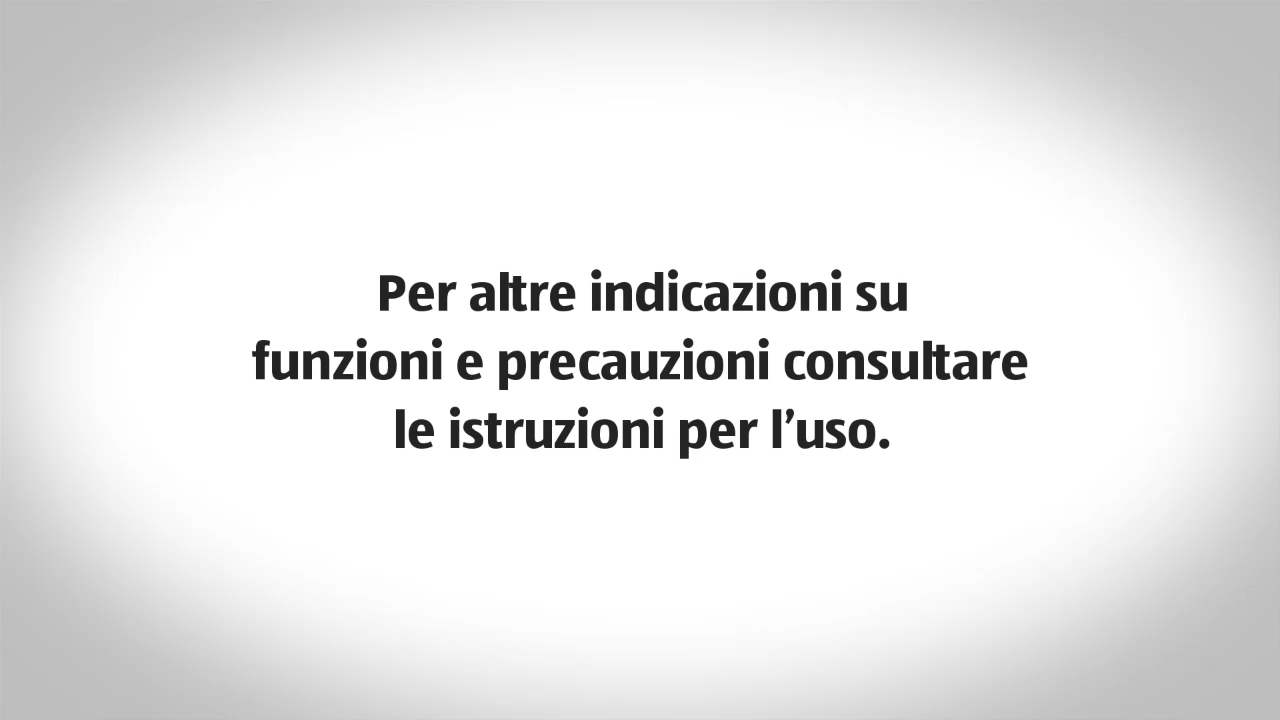 Per altre indicazioni su
funzioni e precauzioni consultare
le istruzioni per l’uso.